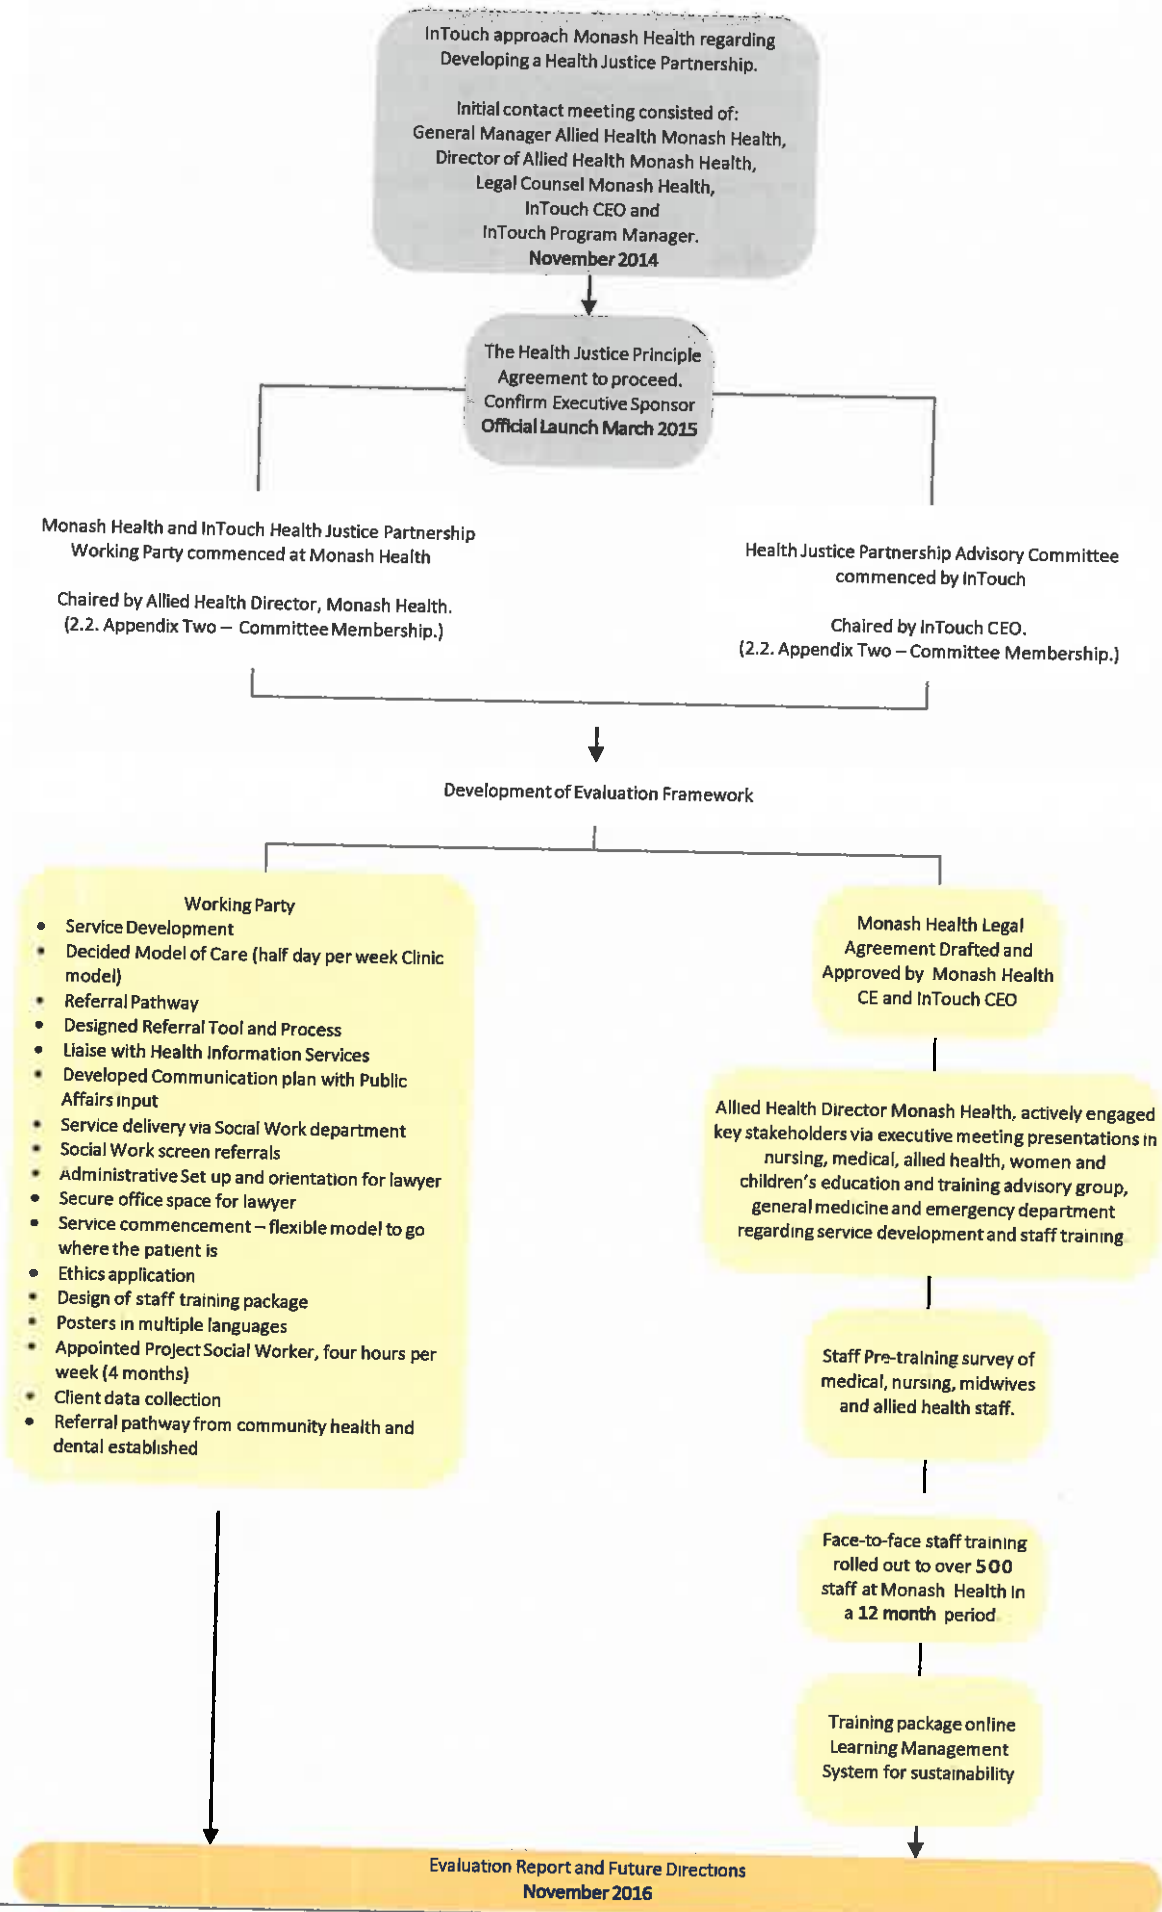 InTouch approach Monash Health regarding
Developing a Health Justice Partnership.
Initial contact meeting consisted of:
General Manager Allied Health Monash Health,
Director of Allied Health Monash Health,
Legal Counsel Monash Health,
InTouch CEO and
InTouch Program Manager.
November 2014
The Health Justice Principle
Agreement to proceed.
Confirm Executive Sponsor
Official Launch March 2015
Monash Health and InTouch Health Justice Partnership
Working Party commenced at Monash Health
Chaired by Allied Health Director, Monash Health.
(2.2. Appendix Two – Committee Membership.)
Health Justice Partnership Advisory Committee
commenced by InTouch
Chaired by InTouch CEO.
(2.2. Appendix Two – Committee Membership.)
Development of Evaluation Framework
Working Party
• Service Development
• Decided Model of Care (half day per week Clinic
model)
• Referral Pathway
• Designed Referral Tool and Process
• Liaise with Health Information Services
• Developed Communication plan with Public
Affairs input
• Service delivery via Social Work department
• Social Work screen referrals
• Administrative Set up and orientation for lawyer
• Secure office space for lawyer
• Service commencement – flexible model to go
where the patient is
• Ethics application
• Design of staff training package
• Posters in multiple languages
• Appointed Project Social Worker, four hours per
week (4 months)
• Client data collection
• Referral pathway from community health and
dental established
Monash Health Legal
Agreement Drafted and
Approved by Monash Health
CE and InTouch CEO
Allied Health Director Monash Health, actively engaged
key stakeholders via executive meeting presentations in
nursing, medical, allied health, women and
children's education and training advisory group,
general medicine and emergency department
regarding service development and staff training
Staff Pre-training survey of
medical, nursing, midwives
and allied health staff.
Face-to-face staff training
rolled out to over 500
staff at Monash Health in
a 12 month period
Training package online
Learning Management
System for sustainability
Evaluation Report and Future Directions
November 2016